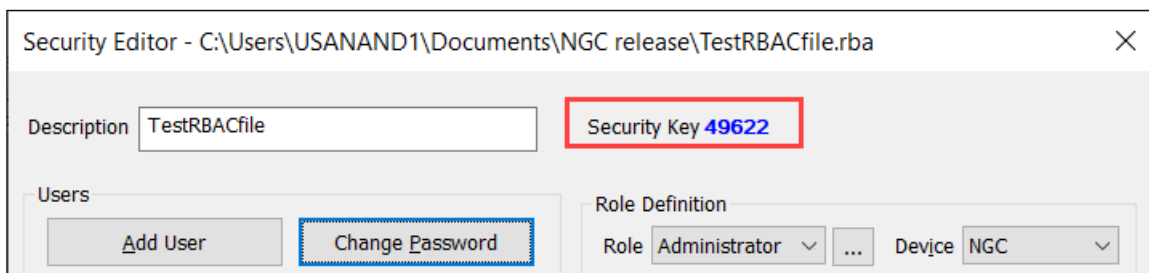 Security Editor - C:\Users\USANAND1\Documents\NGC release\TestRBACfile.rba
Description TestRBACfile Security Key 49622
Users
Add User Change Password
Role Definition
Role Administrator ... Device NGC